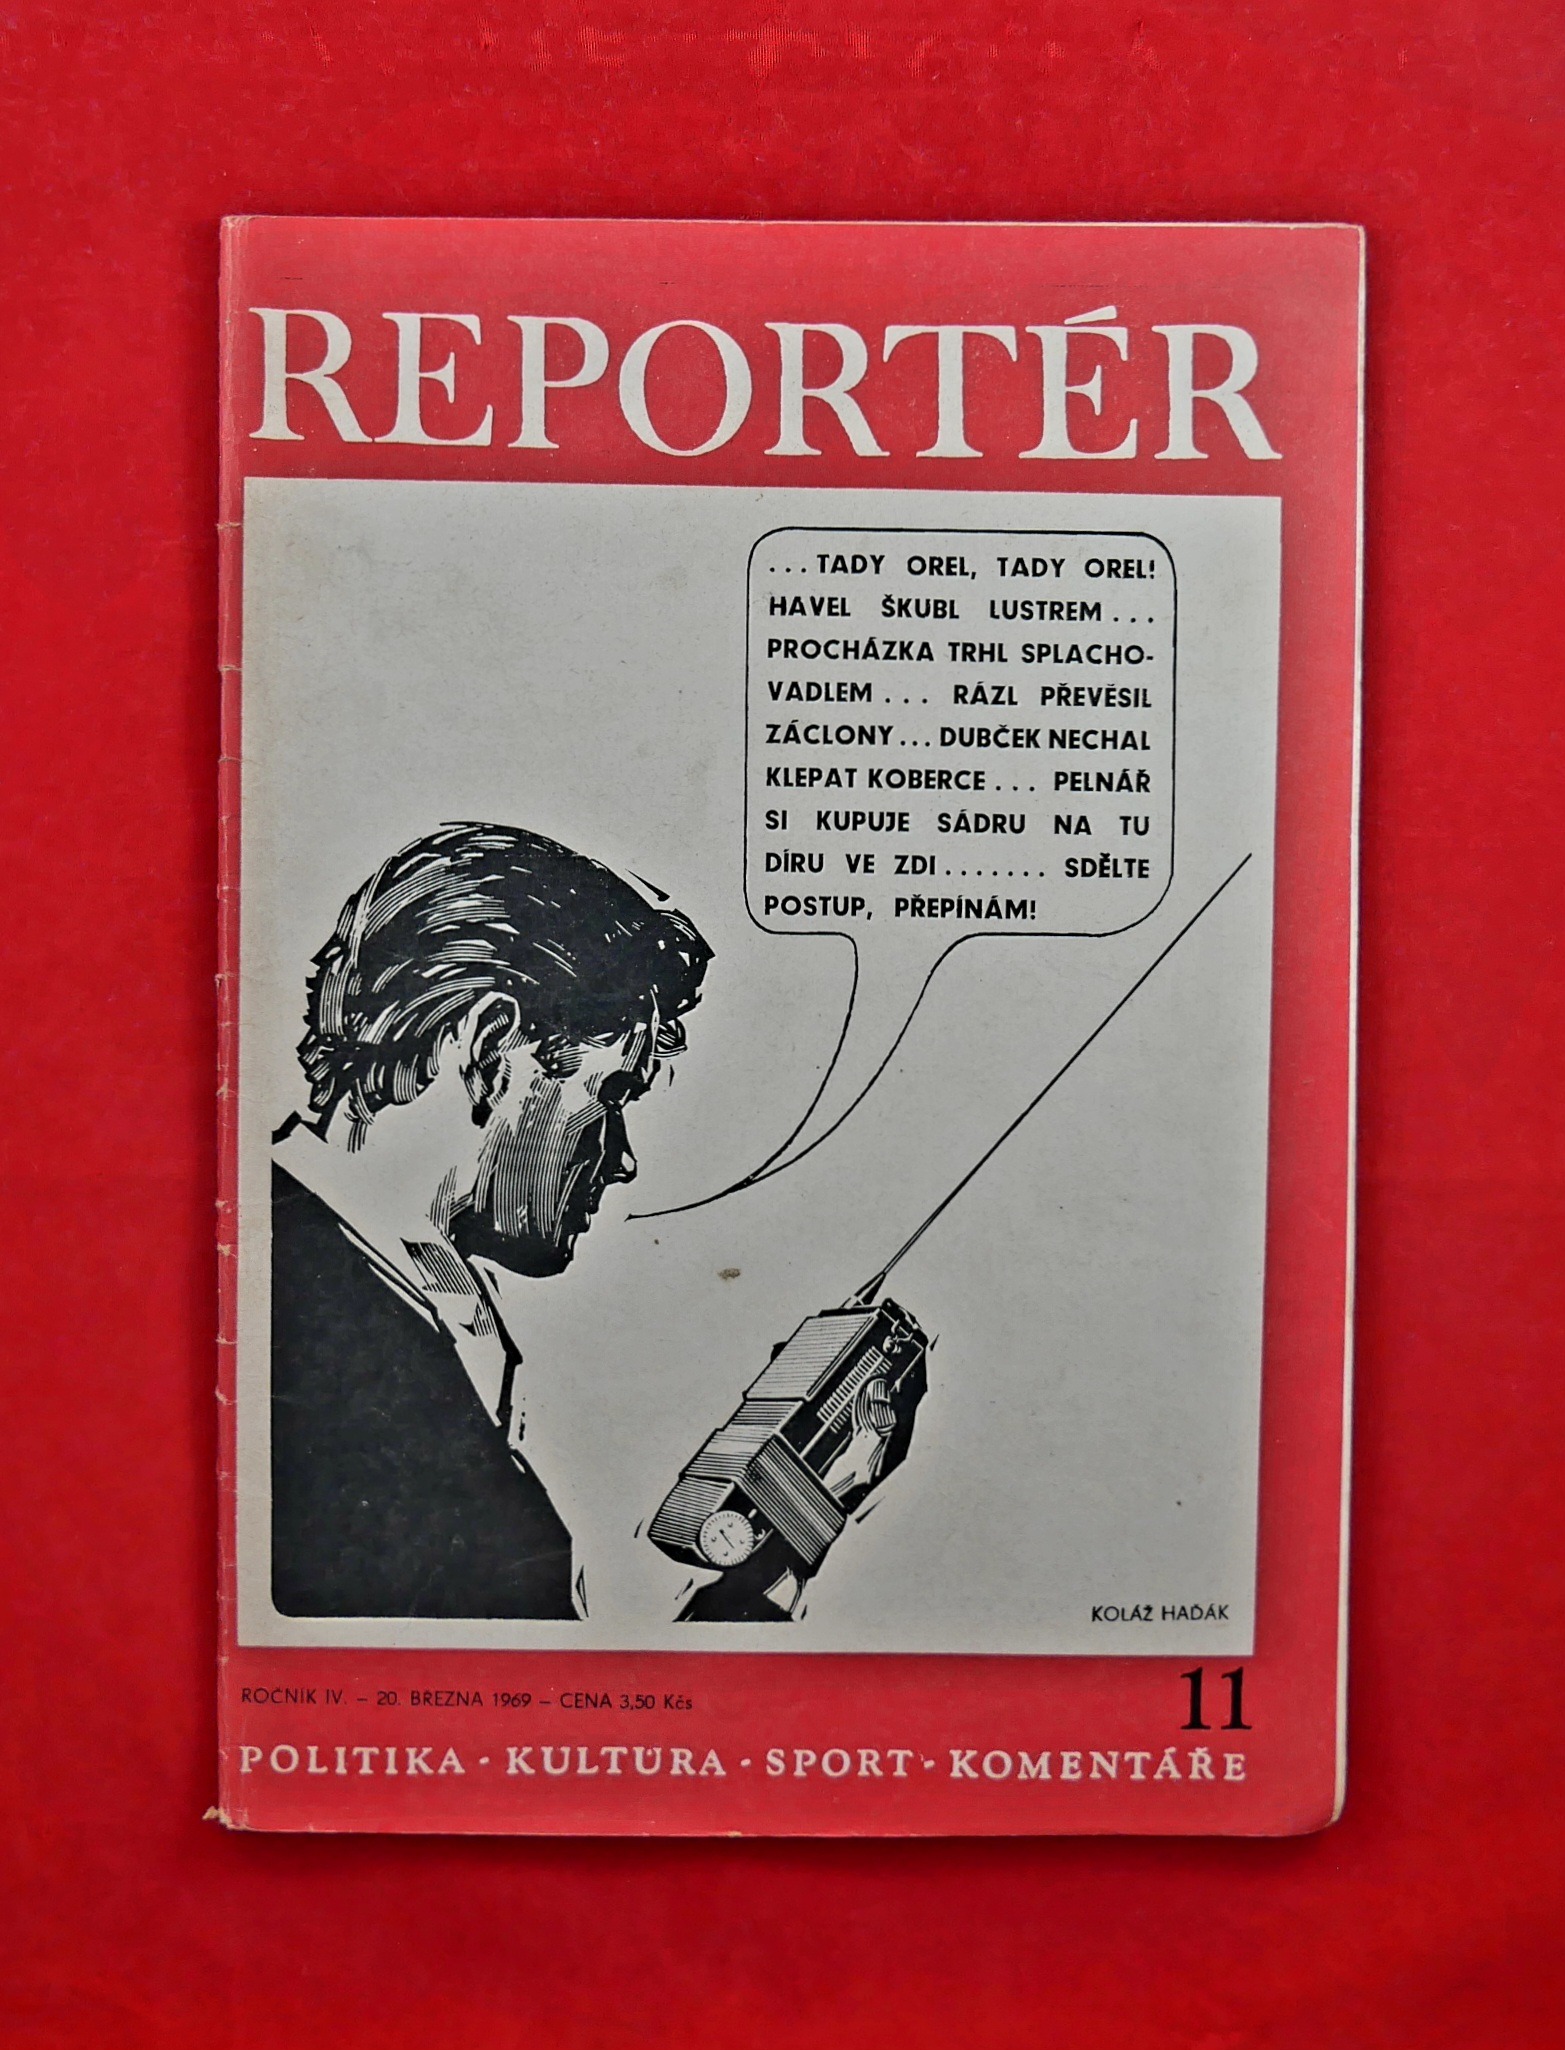 REPORTÉR
...TADY OREL, TADY OREL!
HAVEL ŠKUBL LUSTREM...
PROCHÁZKA TRHL SPLACHO-
VADLEM... RÁZL PŘEVĚSIL
ZÁCLONY... DUBČEK NECHAL
KLEPAT KOBERCE... PELNÁŘ
SI KUPUJE SÁDRU NA TU
DÍRU VE ZDI....... SDĚLTE
POSTUP, PŘEPÍNÁM!
KOLÁŽ HAĎÁK
ROČNÍK IV. – 20. BŘEZNA 1969 – CENA 3,50 Kčs
11
POLITIKA · KULTURA · SPORT · KOMENTÁŘE